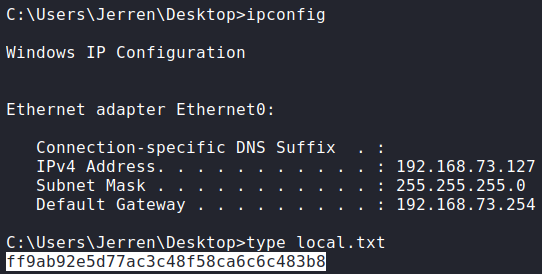 C:\Users\Jerren\Desktop>ipconfig
Windows IP Configuration
Ethernet adapter Ethernet0:
   Connection-specific DNS Suffix  . :
   IPv4 Address. . . . . . . . . . . : 192.168.73.127
   Subnet Mask . . . . . . . . . . . : 255.255.255.0
   Default Gateway . . . . . . . . . : 192.168.73.254
C:\Users\Jerren\Desktop>type local.txt
ff9ab92e5d77ac3c48f58ca6c6c483b8